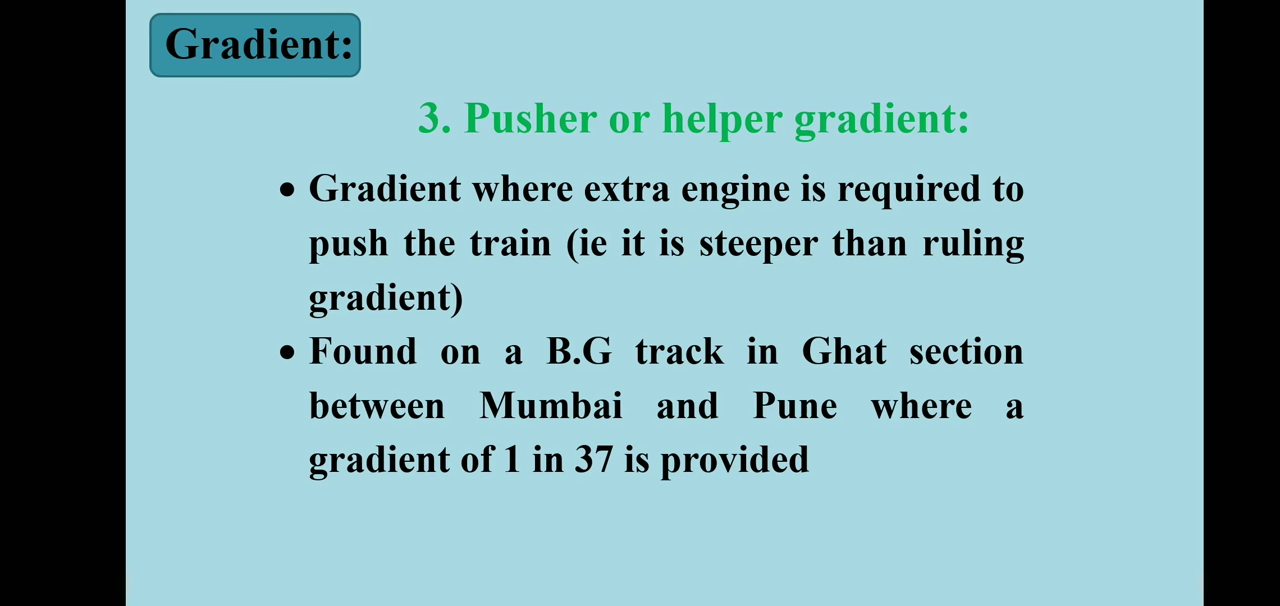 Gradient:
3. Pusher or helper gradient:
• Gradient where extra engine is required to
push the train (ie it is steeper than ruling
gradient)
• Found on a B.G track in Ghat section
between Mumbai and Pune where a
gradient of 1 in 37 is provided